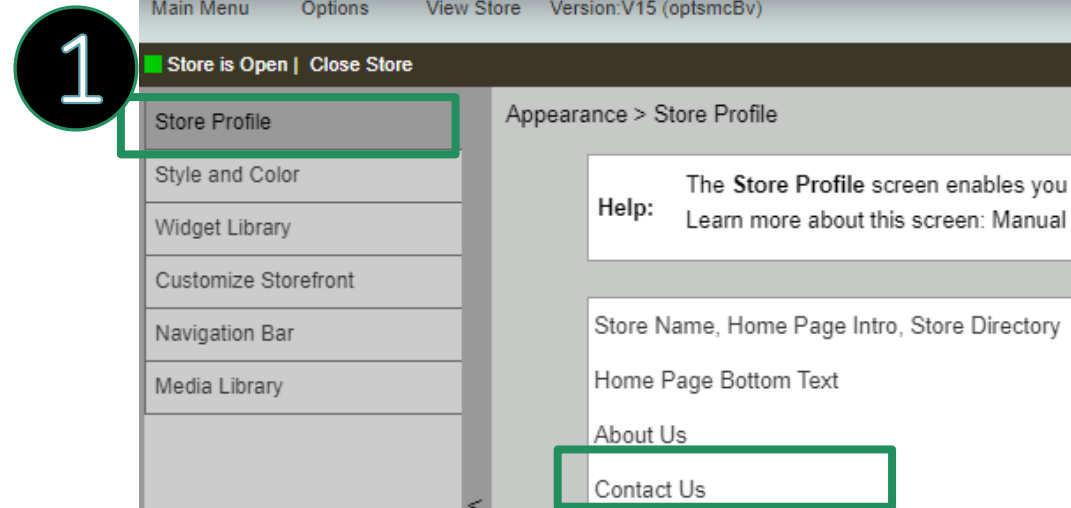 Main Menu Options View Store Version:V15 (optsmcBv)
1
Store is Open | Close Store
Store Profile
Style and Color
Widget Library
Customize Storefront
Navigation Bar
Media Library
<
Appearance > Store Profile
Help:
The Store Profile screen enables you
Learn more about this screen: Manual
Store Name, Home Page Intro, Store Directory
Home Page Bottom Text
About Us
Contact Us